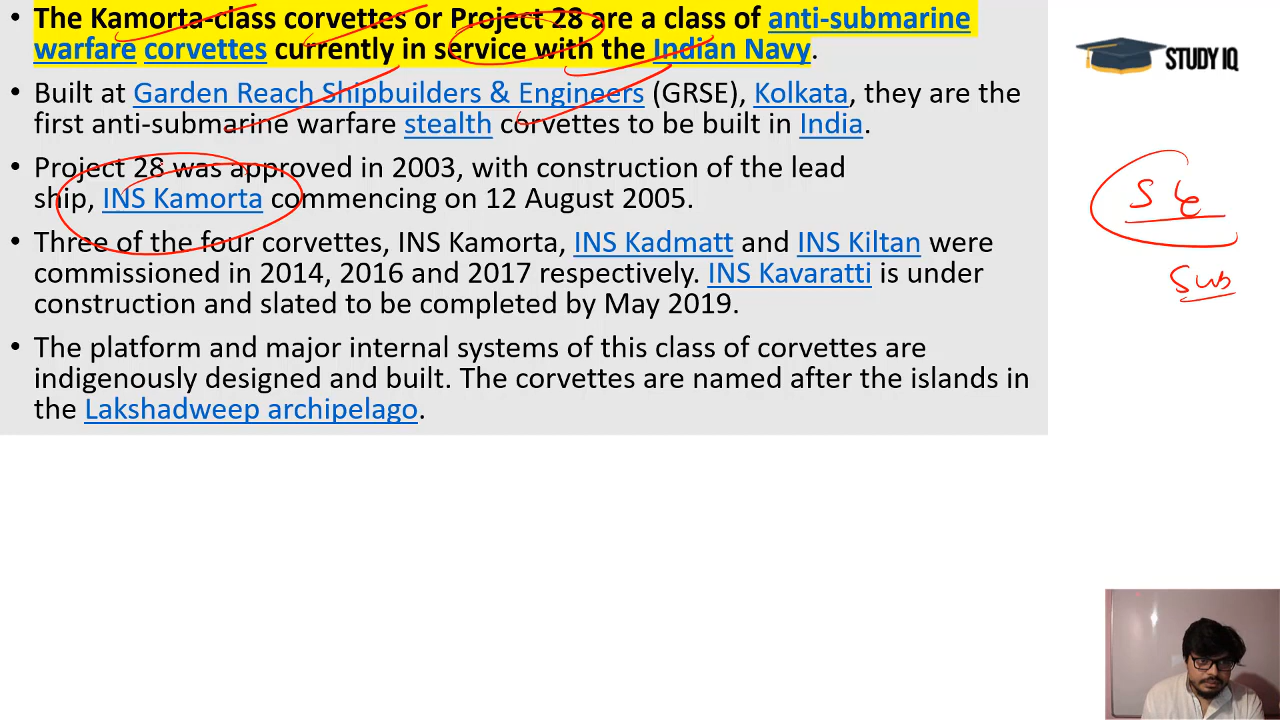 • The Kamorta-class corvettes or Project 28 are a class of anti-submarine
warfare corvettes currently in service with the Indian Navy.
• Built at Garden Reach Shipbuilders & Engineers (GRSE), Kolkata, they are the
first anti-submarine warfare stealth corvettes to be built in India.
• Project 28 was approved in 2003, with construction of the lead
ship, INS Kamorta commencing on 12 August 2005.
• Three of the four corvettes, INS Kamorta, INS Kadmatt and INS Kiltan were
commissioned in 2014, 2016 and 2017 respectively. INS Kavaratti is under
construction and slated to be completed by May 2019.
• The platform and major internal systems of this class of corvettes are
indigenously designed and built. The corvettes are named after the islands in
the Lakshadweep archipelago.
STUDY IQ
Sub